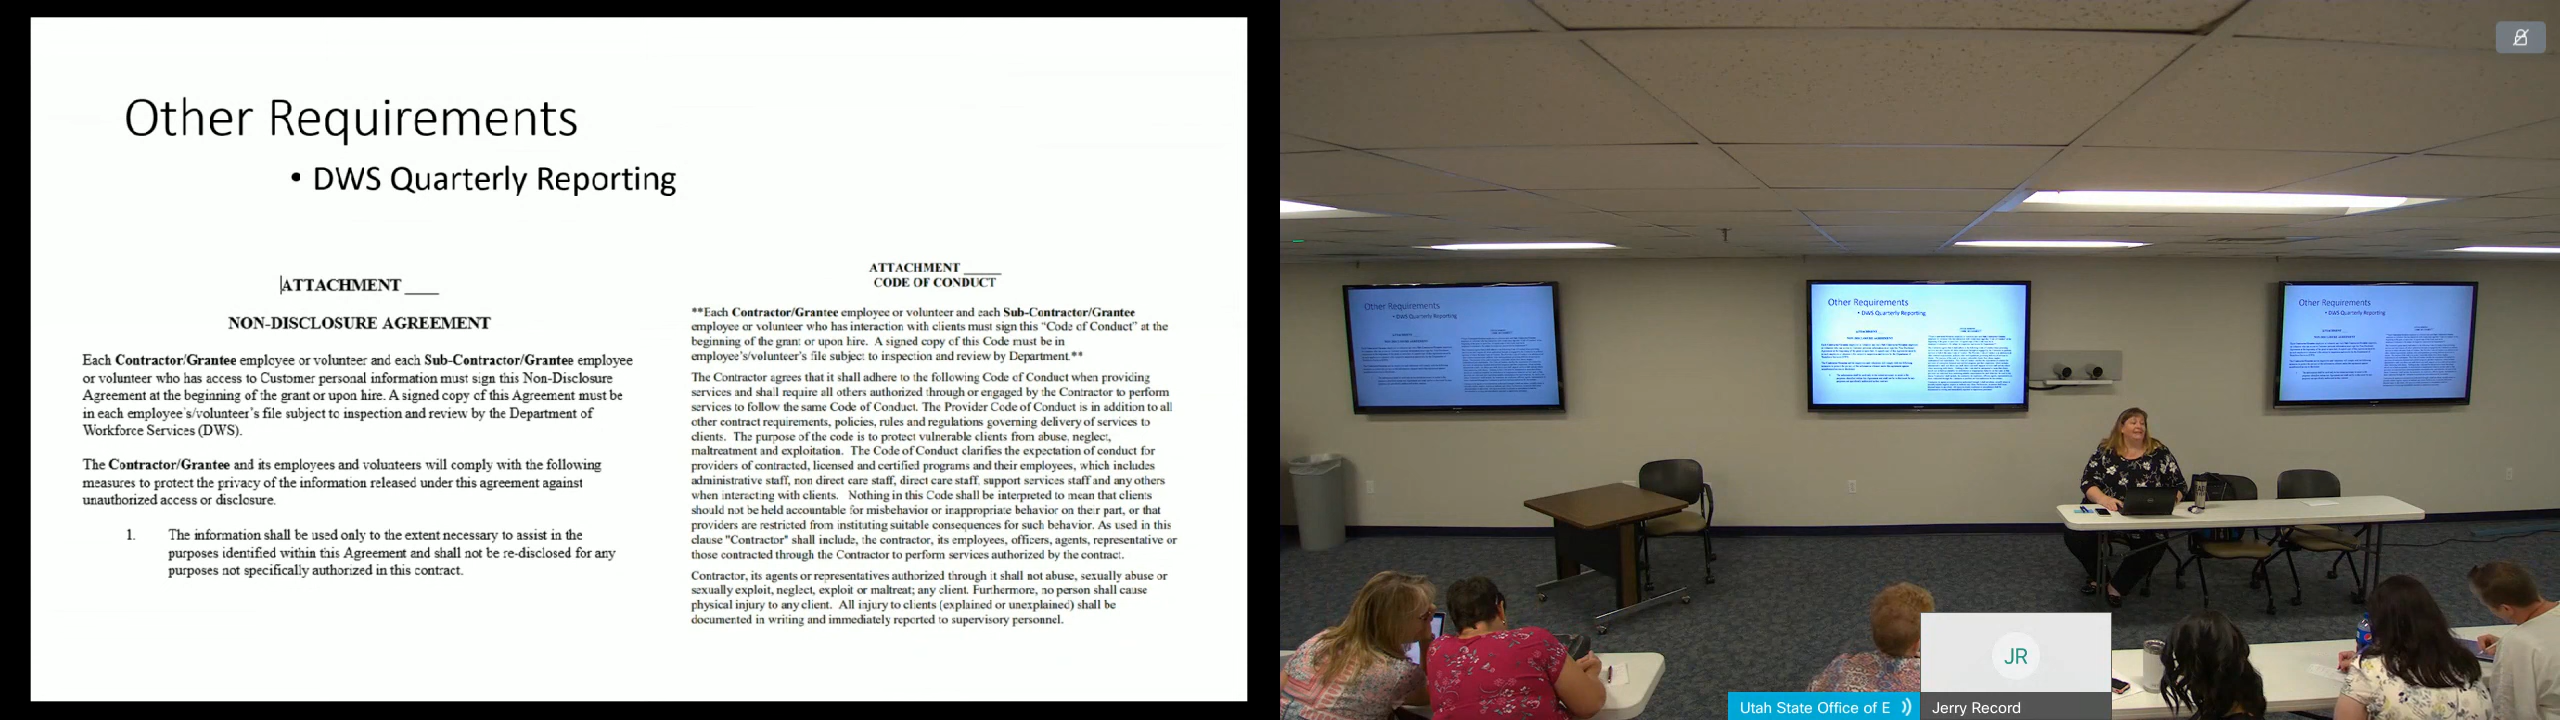 Other Requirements
• DWS Quarterly Reporting
ATTACHMENT ____
NON-DISCLOSURE AGREEMENT
Each Contractor/Grantee employee or volunteer and each Sub-Contractor/Grantee employee
or volunteer who has access to Customer personal information must sign this Non-Disclosure
Agreement at the beginning of the grant or upon hire. A signed copy of this Agreement must be
in each employee's/volunteer's file subject to inspection and review by the Department of
Workforce Services (DWS).
The Contractor/Grantee and its employees and volunteers will comply with the following
measures to protect the privacy of the information released under this agreement against
unauthorized access or disclosure.
1. The information shall be used only to the extent necessary to assist in the
purposes identified within this Agreement and shall not be re-disclosed for any
purposes not specifically authorized in this contract.
ATTACHMENT _____
CODE OF CONDUCT
**Each Contractor/Grantee employee or volunteer and each Sub-Contractor/Grantee
employee or volunteer who has interaction with clients must sign this "Code of Conduct" at the
beginning of the grant or upon hire. A signed copy of this Code must be in
employee's/volunteer's file subject to inspection and review by Department.**
The Contractor agrees that it shall adhere to the following Code of Conduct when providing
services and shall require all others authorized through or engaged by the Contractor to perform
services to follow the same Code of Conduct. The Provider Code of Conduct is in addition to all
other contract requirements, policies, rules and regulations governing delivery of services to
clients. The purpose of the code is to protect vulnerable clients from abuse, neglect,
maltreatment and exploitation. The Code of Conduct clarifies the expectation of conduct for
providers of contracted, licensed and certified programs and their employees, which includes
administrative staff, non direct care staff, direct care staff, support services staff and any others
when interacting with clients. Nothing in this Code shall be interpreted to mean that clients
should not be held accountable for misbehavior or inappropriate behavior on their part, or that
providers are restricted from instituting suitable consequences for such behavior. As used in this
clause "Contractor" shall include, the contractor, its employees, officers, agents, representative or
those contracted through the Contractor to perform services authorized by the contract.
Contractor, its agents or representatives authorized through it shall not abuse, sexually abuse or
sexually exploit, neglect, exploit or maltreat; any client. Furthermore, no person shall cause
physical injury to any client. All injury to clients (explained or unexplained) shall be
documented in writing and immediately reported to supervisory personnel.
Other Requirements
• DWS Quarterly Reporting
Other Requirements
• DWS Quarterly Reporting
Other Requirements
• DWS Quarterly Reporting
JR
Utah State Office of E
Jerry Record